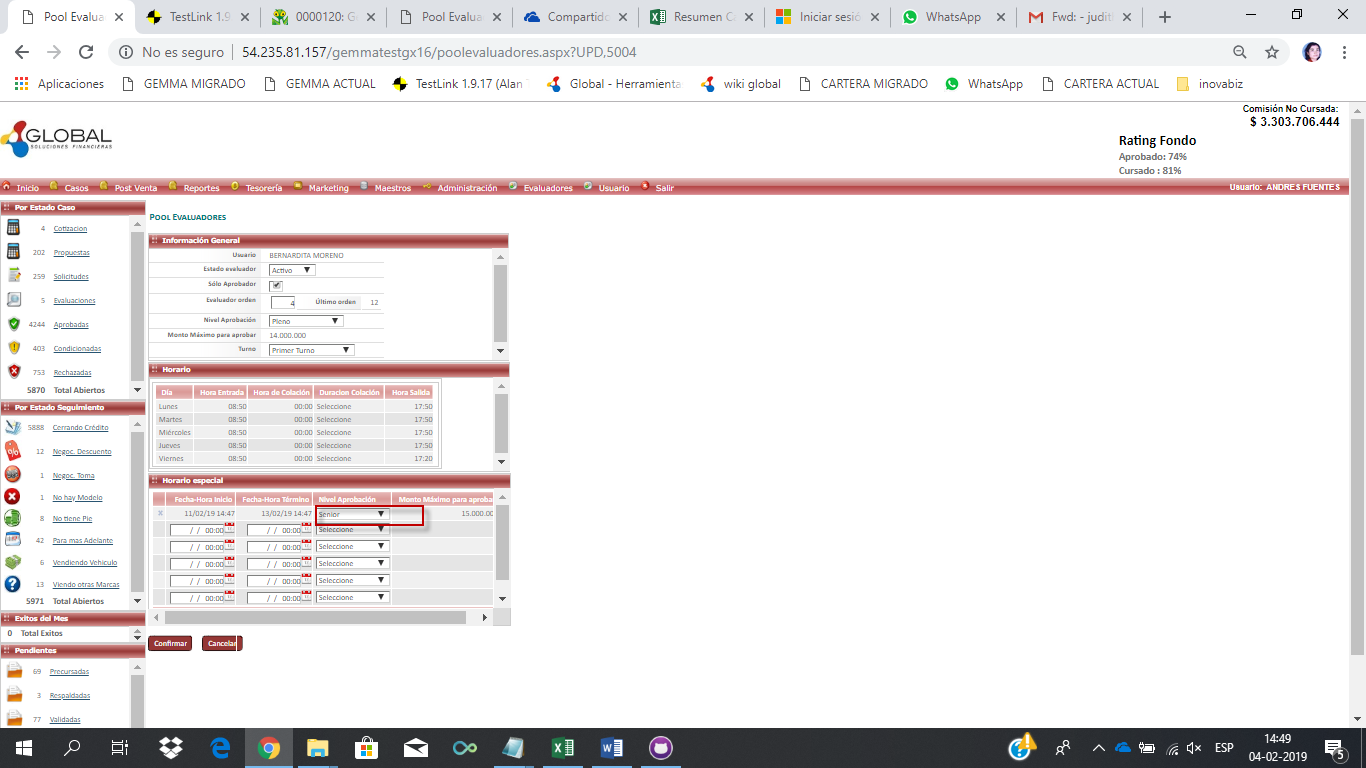 Pool Evalua
TestLink 1.9
0000120: G
Pool Evalua
Compartido
Resumen C
Iniciar sesió
WhatsApp
Fwd: - judit
No es seguro | 54.235.81.157/gemmatestgx16/poolevaluadores.aspx?UPD,5004
Aplicaciones
GEMMA MIGRADO
GEMMA ACTUAL
TestLink 1.9.17 (Alan
Global - Herramienta
wiki global
CARTERA MIGRADO
WhatsApp
CARTERA ACTUAL
inovabiz
Comisión No Cursada:
$ 3.303.706.444
GLOBAL
SOLUCIONES FINANCIERAS
Rating Fondo
Aprobado: 74%
Cursado : 81%
Inicio Casos Post Venta Reportes Tesorería Marketing Maestros Administración Evaluadores Usuario Salir
Usuario: ANDRES FUENTES
Por Estado Caso
4 Cotizacion
202 Propuestas
259 Solicitudes
5 Evaluaciones
4244 Aprobadas
403 Condicionadas
753 Rechazadas
5870 Total Abiertos
Por Estado Seguimiento
5888 Cerrando Crédito
12 Negoc. Descuento
1 Negoc. Toma
1 No hay Modelo
8 No tiene Pie
42 Para mas Adelante
6 Vendiendo Vehiculo
13 Viendo otras Marcas
5971 Total Abiertos
Exitos del Mes
0 Total Exitos
Pendientes
69 Precursadas
3 Respaldadas
77 Validadas
POOL EVALUADORES
Información General
Usuario BERNARDITA MORENO
Estado evaluador Activo
Sólo Aprobador
Evaluador orden 4 Último orden 12
Nivel Aprobación Pleno
Monto Máximo para aprobar 14.000.000
Turno Primer Turno
Horario
Día Hora Entrada Hora de Colación Duracion Colación Hora Salida
Lunes 08:50 00:00 Seleccione 17:50
Martes 08:50 00:00 Seleccione 17:50
Miércoles 08:50 00:00 Seleccione 17:50
Jueves 08:50 00:00 Seleccione 17:50
Viernes 08:50 00:00 Seleccione 17:20
Horario especial
Fecha-Hora Inicio Fecha-Hora Término Nivel Aprobación Monto Máximo para aproba
11/02/19 14:47 13/02/19 14:47 Senior 15.000.00
/ / 00:00 / / 00:00 Seleccione
/ / 00:00 / / 00:00 Seleccione
/ / 00:00 / / 00:00 Seleccione
/ / 00:00 / / 00:00 Seleccione
/ / 00:00 / / 00:00 Seleccione
Confirmar Cancelar
ESP
14:49
04-02-2019
5